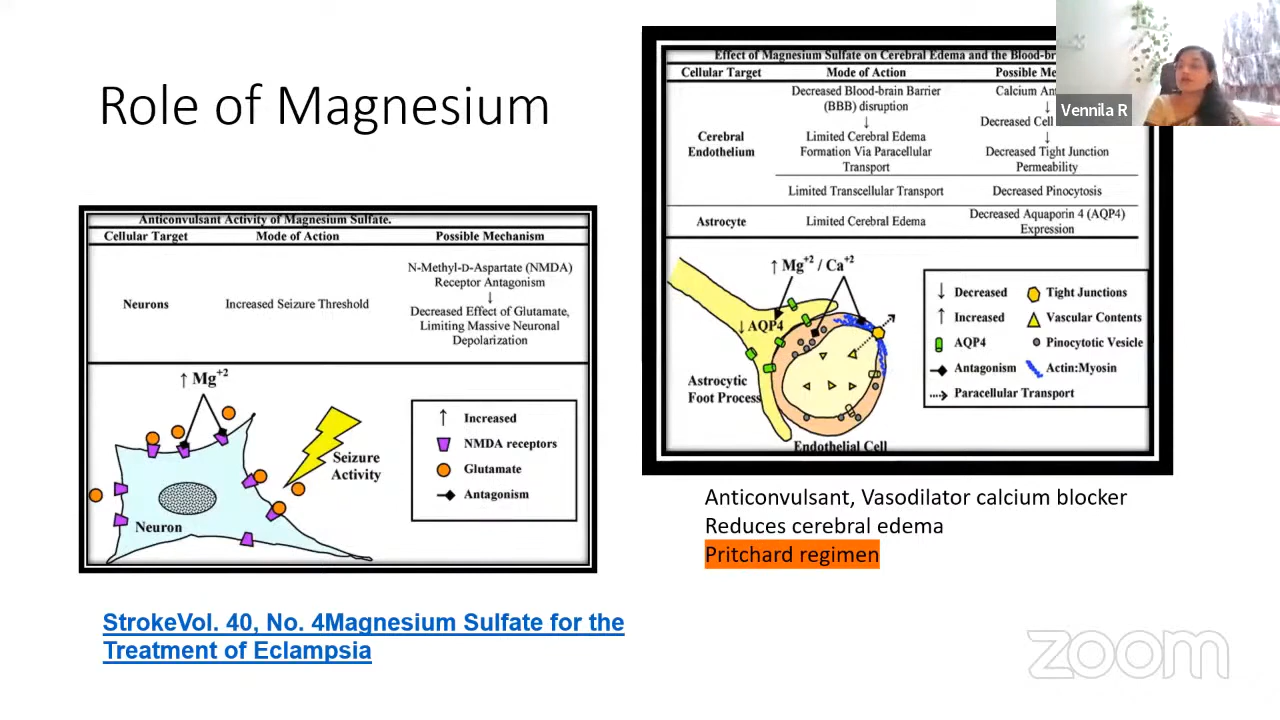 Role of Magnesium
Anticonvulsant Activity of Magnesium Sulfate.
Cellular Target Mode of Action Possible Mechanism
N-Methyl-D-Aspartate (NMDA)
Receptor Antagonism
↓
Neurons Increased Seizure Threshold
Decreased Effect of Glutamate,
Limiting Massive Neuronal
Depolarization
↑ Mg+2
Seizure
Activity
Neuron
↑ Increased
NMDA receptors
Glutamate
Antagonism
StrokeVol. 40, No. 4Magnesium Sulfate for the
Treatment of Eclampsia
Effect of Magnesium Sulfate on Cerebral Edema and the
Cellular Target Mode of Action Possible
Cerebral
Endothelium
Decreased Blood-brain Barrier
(BBB) disruption
↓
Limited Cerebral Edema
Formation Via Paracellular
Transport
Calcium
↓
Decreased Cell
↓
Decreased Tight Junction
Permeability
Limited Transcellular Transport Decreased Pinocytosis
Astrocyte Limited Cerebral Edema
Decreased Aquaporin 4 (AQP4)
Expression
↑ Mg+2 / Ca+2
↓ AQP4
Astrocytic
Foot Process
Endothelial Cell
↓ Decreased
↑ Increased
AQP4
Antagonism
Paracellular Transport
Tight Junctions
Vascular Contents
Pinocytotic Vesicle
Actin:Myosin
Anticonvulsant, Vasodilator calcium blocker
Reduces cerebral edema
Pritchard regimen
Vennila R
zoom